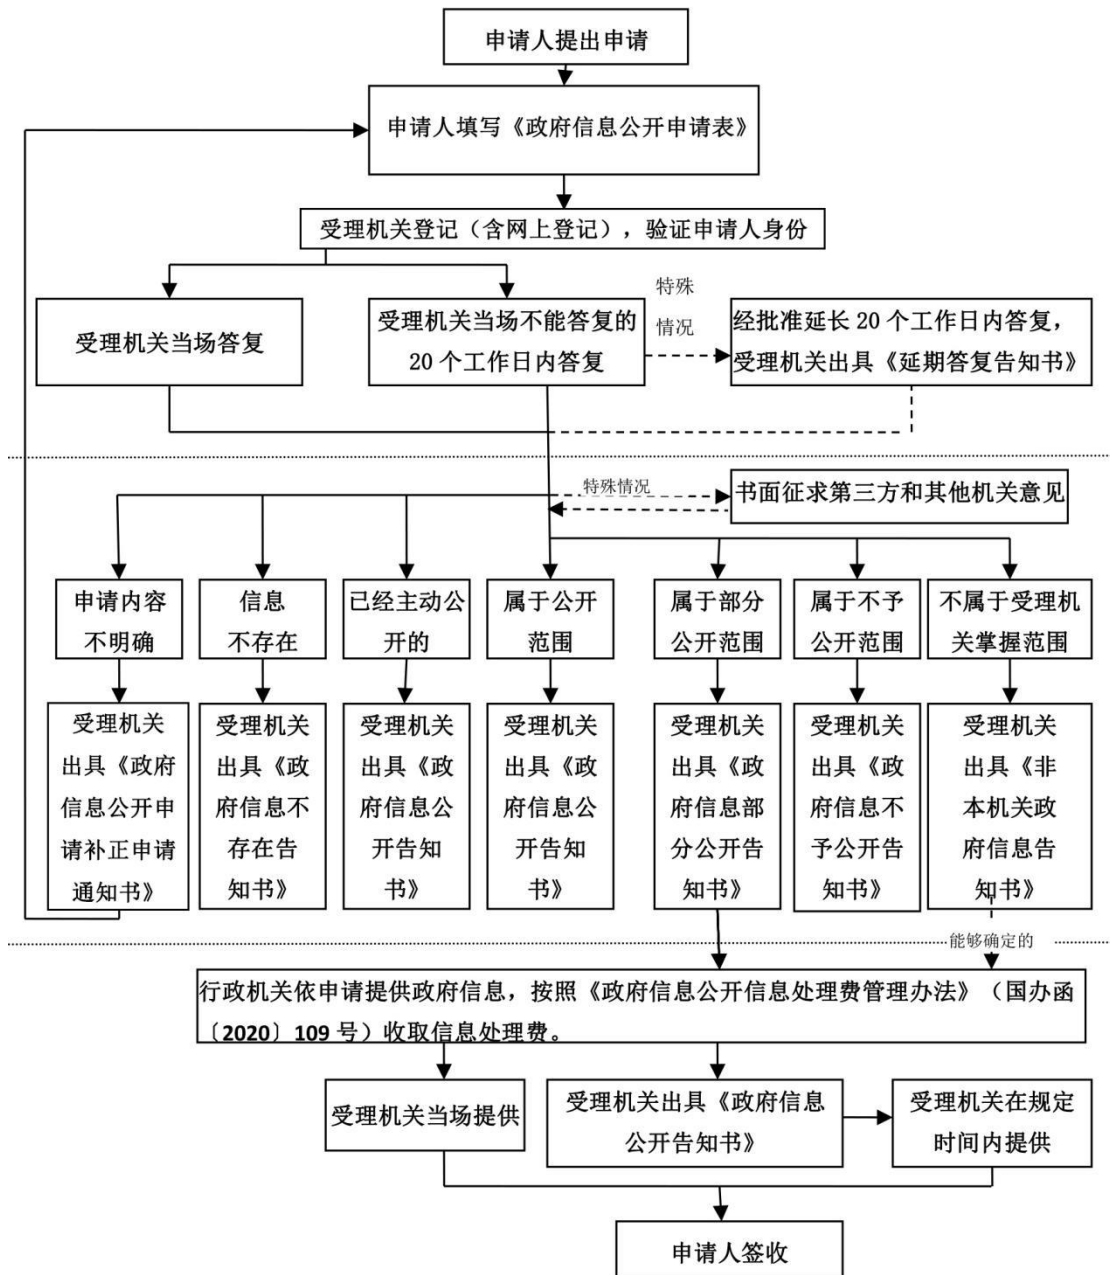 申请人提出申请
申请人填写《政府信息公开申请表》
受理机关登记（含网上登记），验证申请人身份
受理机关当场答复
受理机关当场不能答复的
20 个工作日内答复
特殊
情况
经批准延长 20 个工作日内答复，
受理机关出具《延期答复告知书》
特殊情况
书面征求第三方和其他机关意见
申请内容
不明确
信息
不存在
已经主动公
开的
属于公开
范围
属于部分
公开范围
属于不予
公开范围
不属于受理机
关掌握范围
受理机关
出具《政府
信息公开申
请补正申请
通知书》
受理机关
出具《政
府信息不
存在告
知书》
受理机关
出具《政
府信息公
开告知
书》
受理机关
出具《政
府信息公
开告知
书》
受理机关
出具《政
府信息部
分公开告
知书》
受理机关
出具《政
府信息不
予公开告
知书》
受理机关
出具《非
本机关政
府信息告
知书》
能够确定的
行政机关依申请提供政府信息，按照《政府信息公开信息处理费管理办法》（国办函
〔2020〕109 号）收取信息处理费。
受理机关当场提供
受理机关出具《政府信息
公开告知书》
受理机关在规定
时间内提供
申请人签收